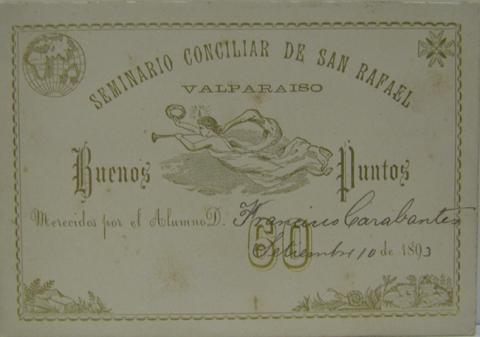 SEMINARIO CONCILIAR DE SAN RAFAEL
VALPARAISO
Buenos Puntos
Merecidos por el Alumno D. Francisco Carabantes
60
Setiembre 10 de 1893